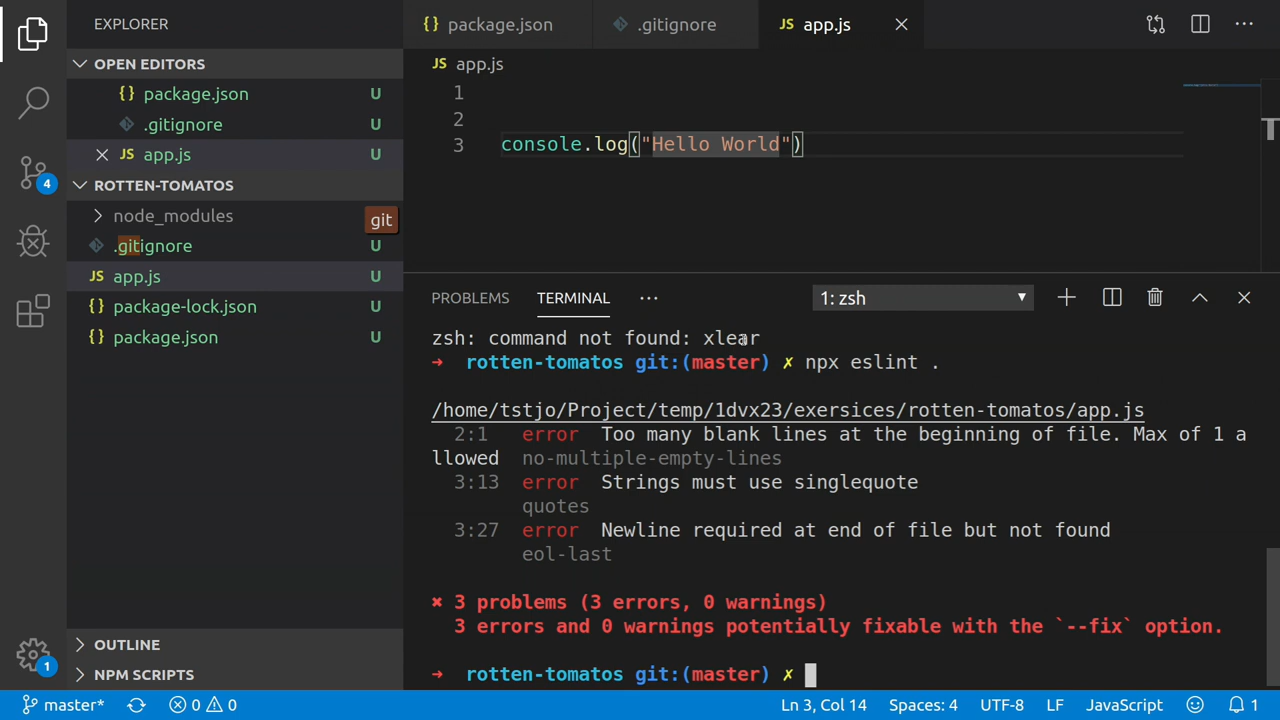 EXPLORER
OPEN EDITORS
{} package.json U
.gitignore U
JS app.js U
ROTTEN-TOMATOS
node_modules
git
.gitignore U
JS app.js U
{} package-lock.json U
{} package.json U
OUTLINE
NPM SCRIPTS
4
1
{} package.json
.gitignore
JS app.js
JS app.js
1
2
3 console.log("Hello World")
PROBLEMS TERMINAL ··· 1: zsh
zsh: command not found: xlear
➜ rotten-tomatos git:(master) ✗ npx eslint .
/home/tstjo/Project/temp/1dvx23/exersices/rotten-tomatos/app.js
2:1 error Too many blank lines at the beginning of file. Max of 1 a
llowed no-multiple-empty-lines
3:13 error Strings must use singlequote
quotes
3:27 error Newline required at end of file but not found
eol-last
✖ 3 problems (3 errors, 0 warnings)
3 errors and 0 warnings potentially fixable with the `--fix` option.
➜ rotten-tomatos git:(master) ✗
master* 0 0 Ln 3, Col 14 Spaces: 4 UTF-8 LF JavaScript 1